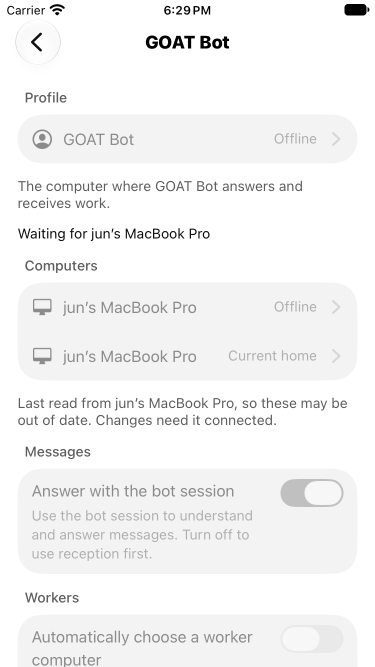 Carrier 6:29 PM
GOAT Bot
Profile
GOAT Bot Offline
The computer where GOAT Bot answers and
receives work.
Waiting for jun’s MacBook Pro
Computers
jun’s MacBook Pro Offline
jun’s MacBook Pro Current home
Last read from jun’s MacBook Pro, so these may be
out of date. Changes need it connected.
Messages
Answer with the bot session
Use the bot session to understand
and answer messages. Turn off to
use reception first.
Workers
Automatically choose a worker
computer